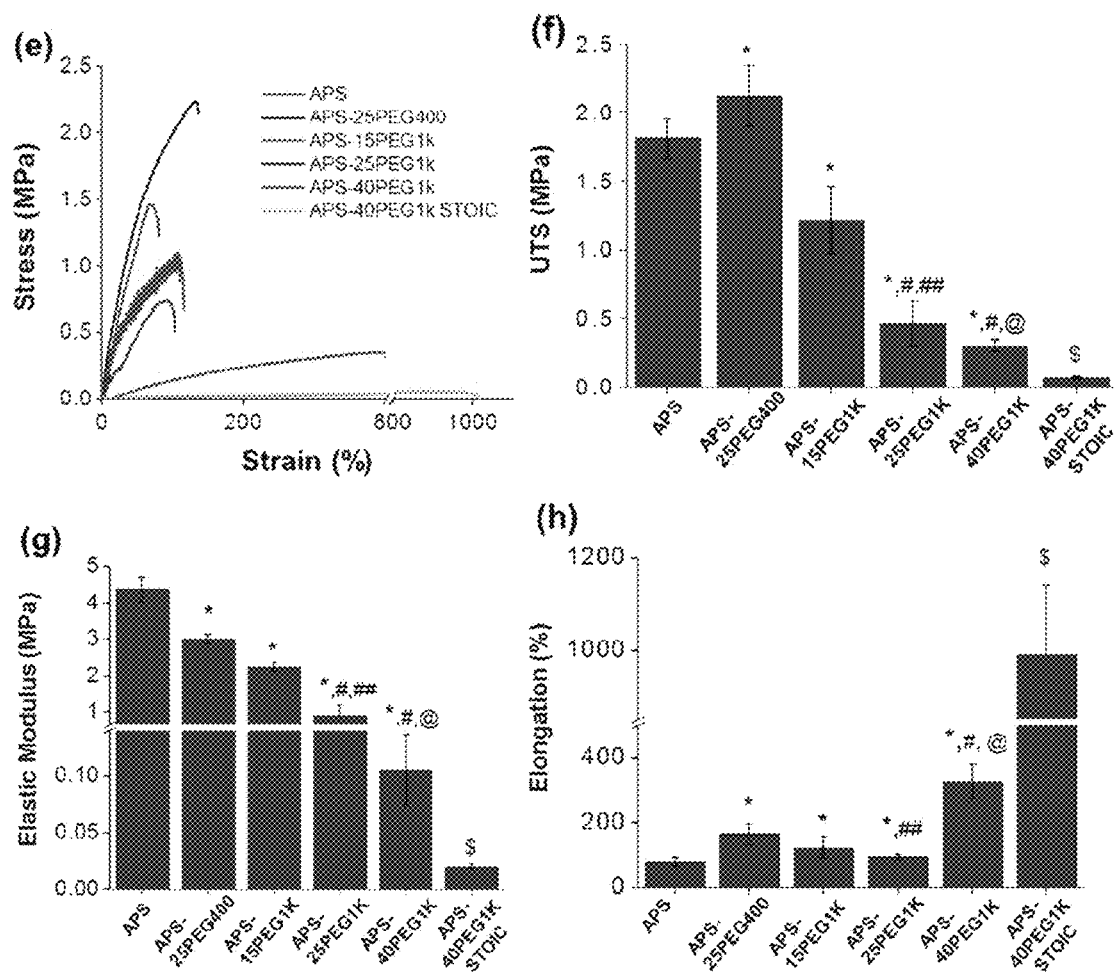 (e)
2.5
2.0
1.5
1.0
0.5
0.0
Stress (MPa)
APS
APS-25PEG400
APS-15PEG1k
APS-25PEG1k
APS-40PEG1k
APS-40PEG1k STOIC
0
200
800
1000
Strain (%)
(f)
2.5
2.0
1.5
1.0
0.5
0.0
UTS (MPa)
*
*
*,#,##
*,#,@
$
APS
APS-
25PEG400
APS-
15PEG1K
APS-
25PEG1K
APS-
40PEG1K
APS-
40PEG1K
STOIC
(g)
5
4
3
2
1
0.10
0.05
0.00
Elastic Modulus (MPa)
*
*
*,#,##
*,#,@
$
APS
APS-
25PEG400
APS-
15PEG1K
APS-
25PEG1K
APS-
40PEG1K
APS-
40PEG1K
STOIC
(h)
1200
1000
400
200
0
Elongation (%)
*
*
*,##
*,#,@
$
APS
APS-
25PEG400
APS-
15PEG1K
APS-
25PEG1K
APS-
40PEG1K
APS-
40PEG1K
STOIC